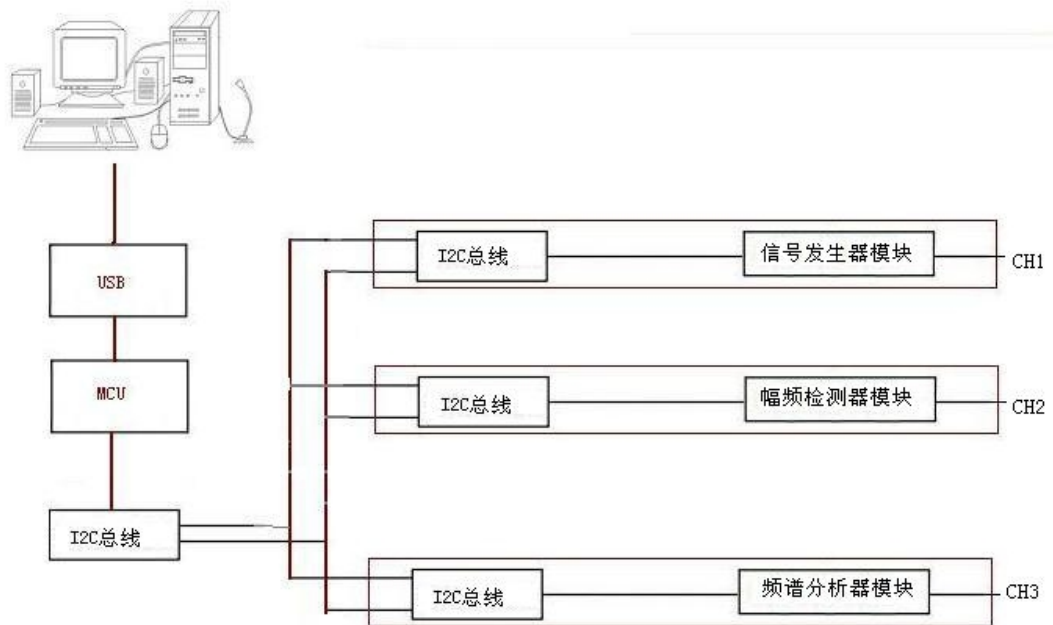 I2C总线
信号发生器模块
CH1
USB
MCU
I2C总线
幅频检测器模块
CH2
I2C总线
I2C总线
频谱分析器模块
CH3